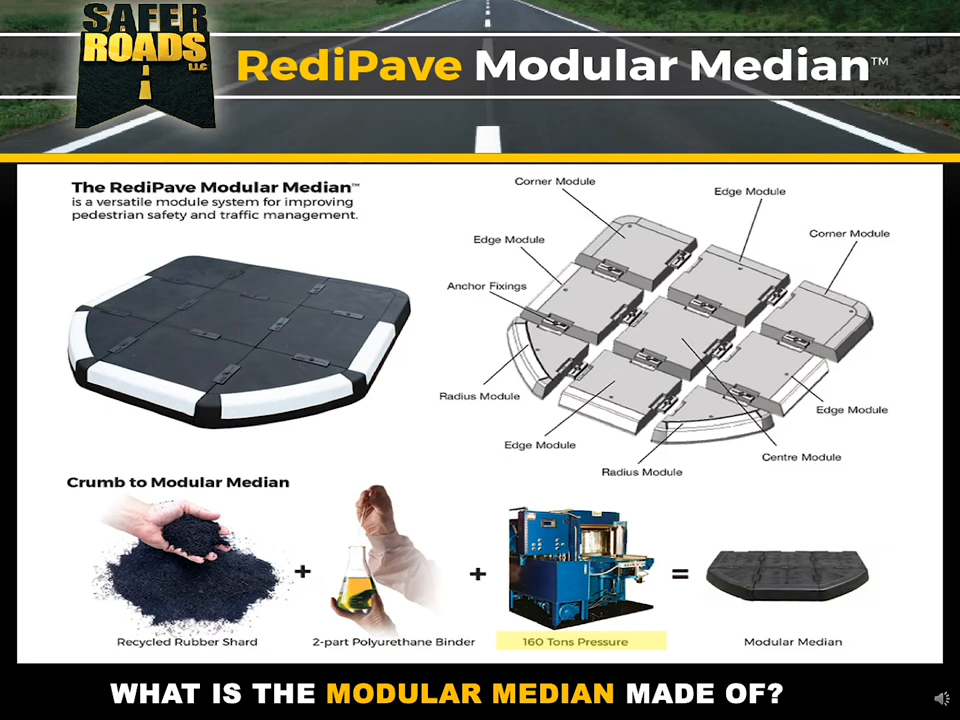 SAFER
ROADS
LLC
RediPave Modular Median™
The RediPave Modular Median™
is a versatile module system for improving
pedestrian safety and traffic management.
Corner Module
Edge Module
Corner Module
Edge Module
Anchor Fixings
Radius Module
Edge Module
Edge Module
Centre Module
Radius Module
Crumb to Modular Median
+ + =
Recycled Rubber Shard
2-part Polyurethane Binder
160 Tons Pressure
Modular Median
WHAT IS THE MODULAR MEDIAN MADE OF?